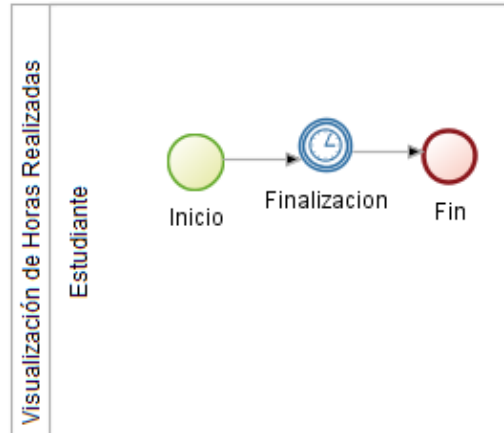 Visualización de Horas Realizadas
Estudiante
Inicio
Finalizacion
Fin